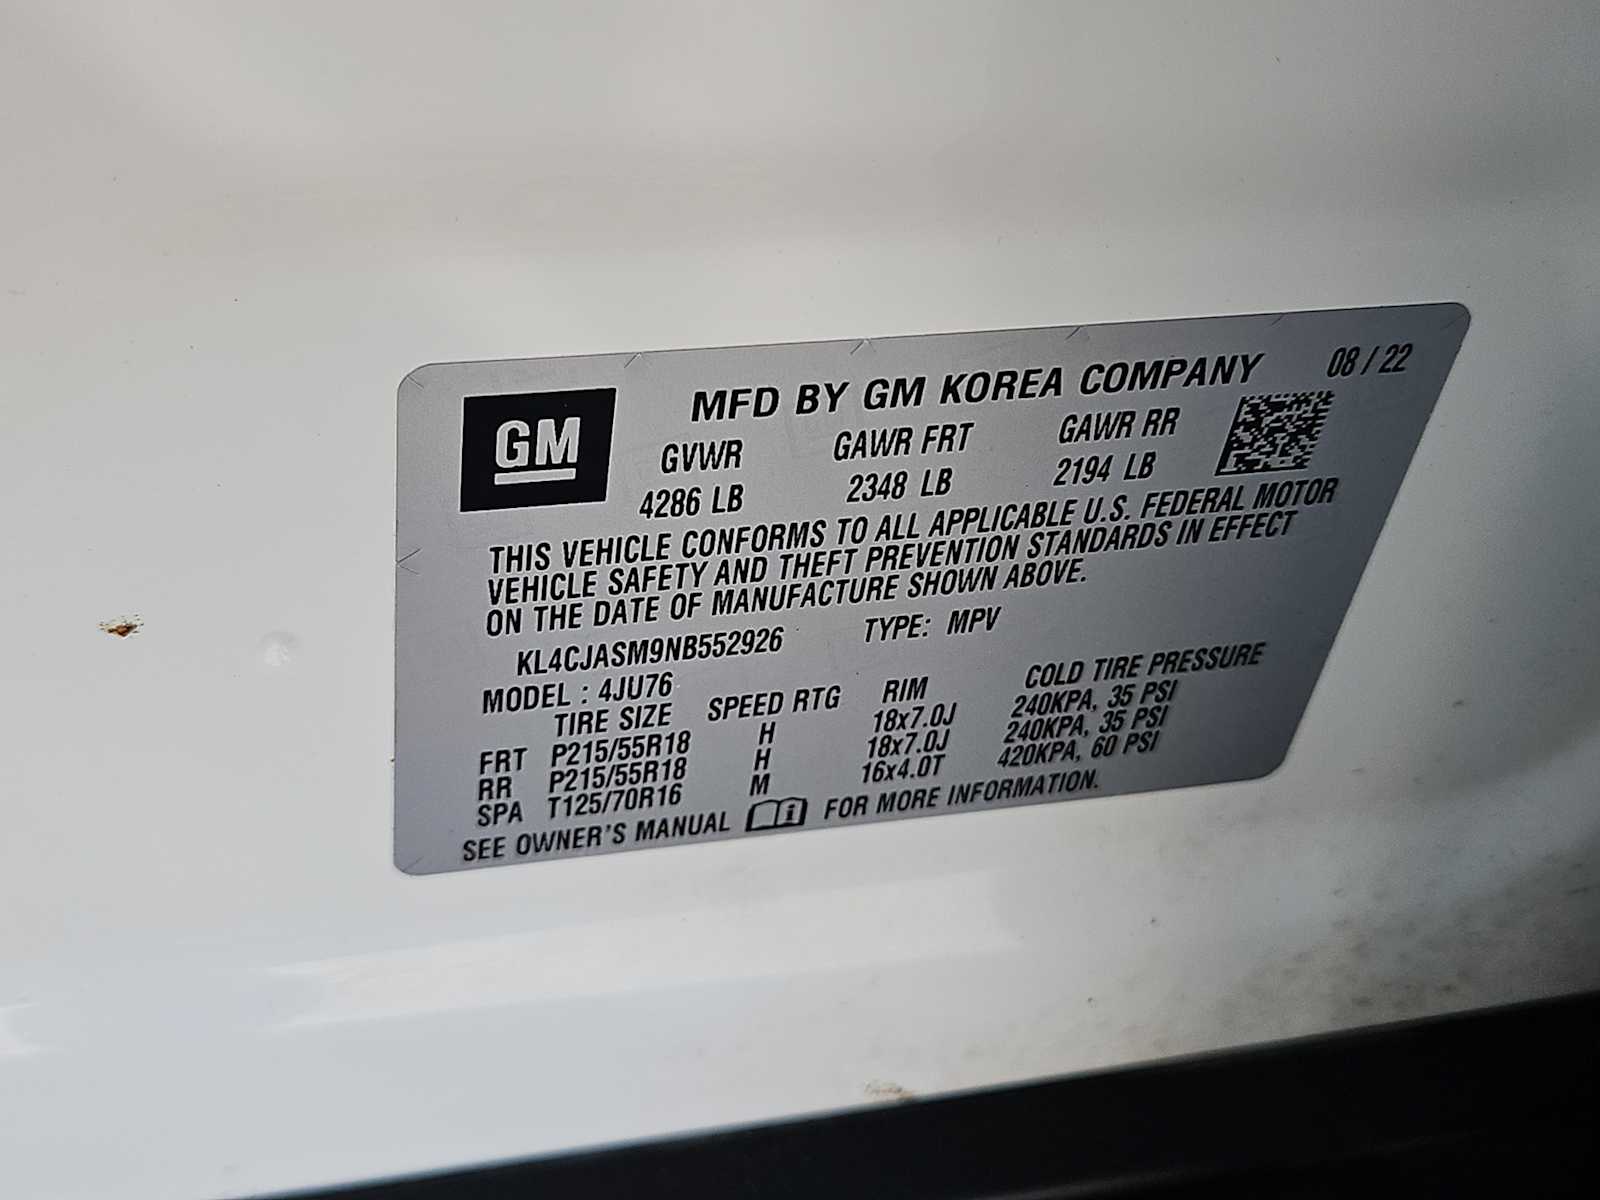 GM
MFD BY GM KOREA COMPANY 08/22
GVWR GAWR FRT GAWR RR
4286 LB 2348 LB 2194 LB
THIS VEHICLE CONFORMS TO ALL APPLICABLE U.S. FEDERAL MOTOR
VEHICLE SAFETY AND THEFT PREVENTION STANDARDS IN EFFECT
ON THE DATE OF MANUFACTURE SHOWN ABOVE.
KL4CJASM9NB552926 TYPE: MPV
MODEL : 4JU76
TIRE SIZE SPEED RTG RIM COLD TIRE PRESSURE
FRT P215/55R18 H 18x7.0J 240KPA, 35 PSI
RR P215/55R18 H 18x7.0J 240KPA, 35 PSI
SPA T125/70R16 M 16x4.0T 420KPA, 60 PSI
SEE OWNER'S MANUAL i FOR MORE INFORMATION.